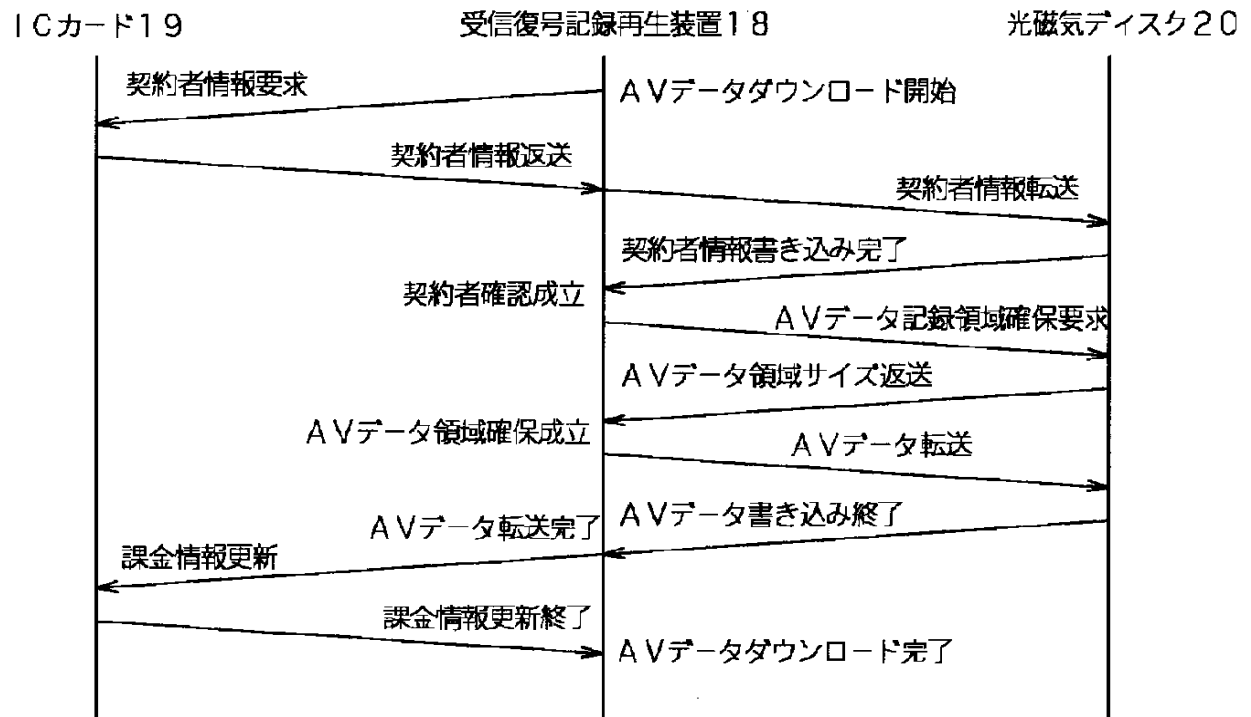 ICカード19
受信復号記録再生装置18
光磁気ディスク20
契約者情報要求
AVデータダウンロード開始
契約者情報返送
契約者情報転送
契約者情報書き込み完了
契約者確認成立
AVデータ記録領域確保要求
AVデータ領域サイズ返送
AVデータ領域確保成立
AVデータ転送
AVデータ書き込み終了
AVデータ転送完了
課金情報更新
課金情報更新終了
AVデータダウンロード完了